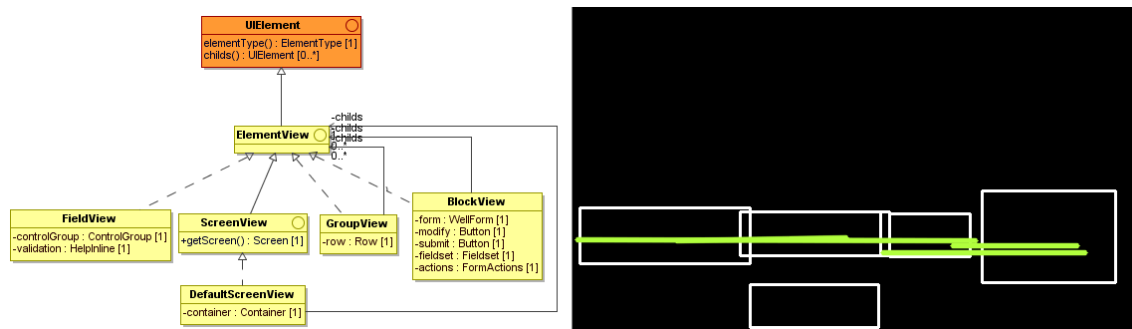 UIElement
elementType() : ElementType [1]
childs() : UIElement [0..*]
-childs
-childs
-childs
0..*
0..*
ElementView
FieldView
-controlGroup : ControlGroup [1]
-validation : HelpInline [1]
ScreenView
+getScreen() : Screen [1]
GroupView
-row : Row [1]
BlockView
-form : WellForm [1]
-modify : Button [1]
-submit : Button [1]
-fieldset : Fieldset [1]
-actions : FormActions [1]
DefaultScreenView
-container : Container [1]